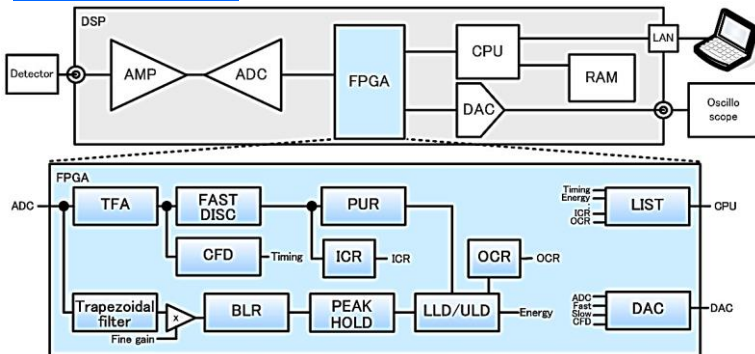 DSP
Detector
AMP
ADC
FPGA
CPU
LAN
RAM
DAC
Oscillo
scope
FPGA
ADC
TFA
FAST
DISC
PUR
Timing
Energy
ICR
OCR
LIST
CPU
CFD
Timing
ICR
ICR
OCR
OCR
Trapezoidal
filter
x
Fine gain
BLR
PEAK
HOLD
LLD/ULD
Energy
ADC
Fast
Slow
CFD
DAC
DAC